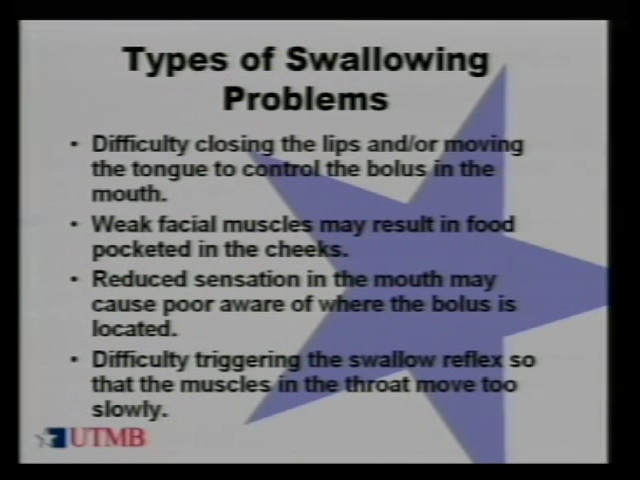 Types of Swallowing
Problems
• Difficulty closing the lips and/or moving
the tongue to control the bolus in the
mouth.
• Weak facial muscles may result in food
pocketed in the cheeks.
• Reduced sensation in the mouth may
cause poor aware of where the bolus is
located.
• Difficulty triggering the swallow reflex so
that the muscles in the throat move too
slowly.
UTMB